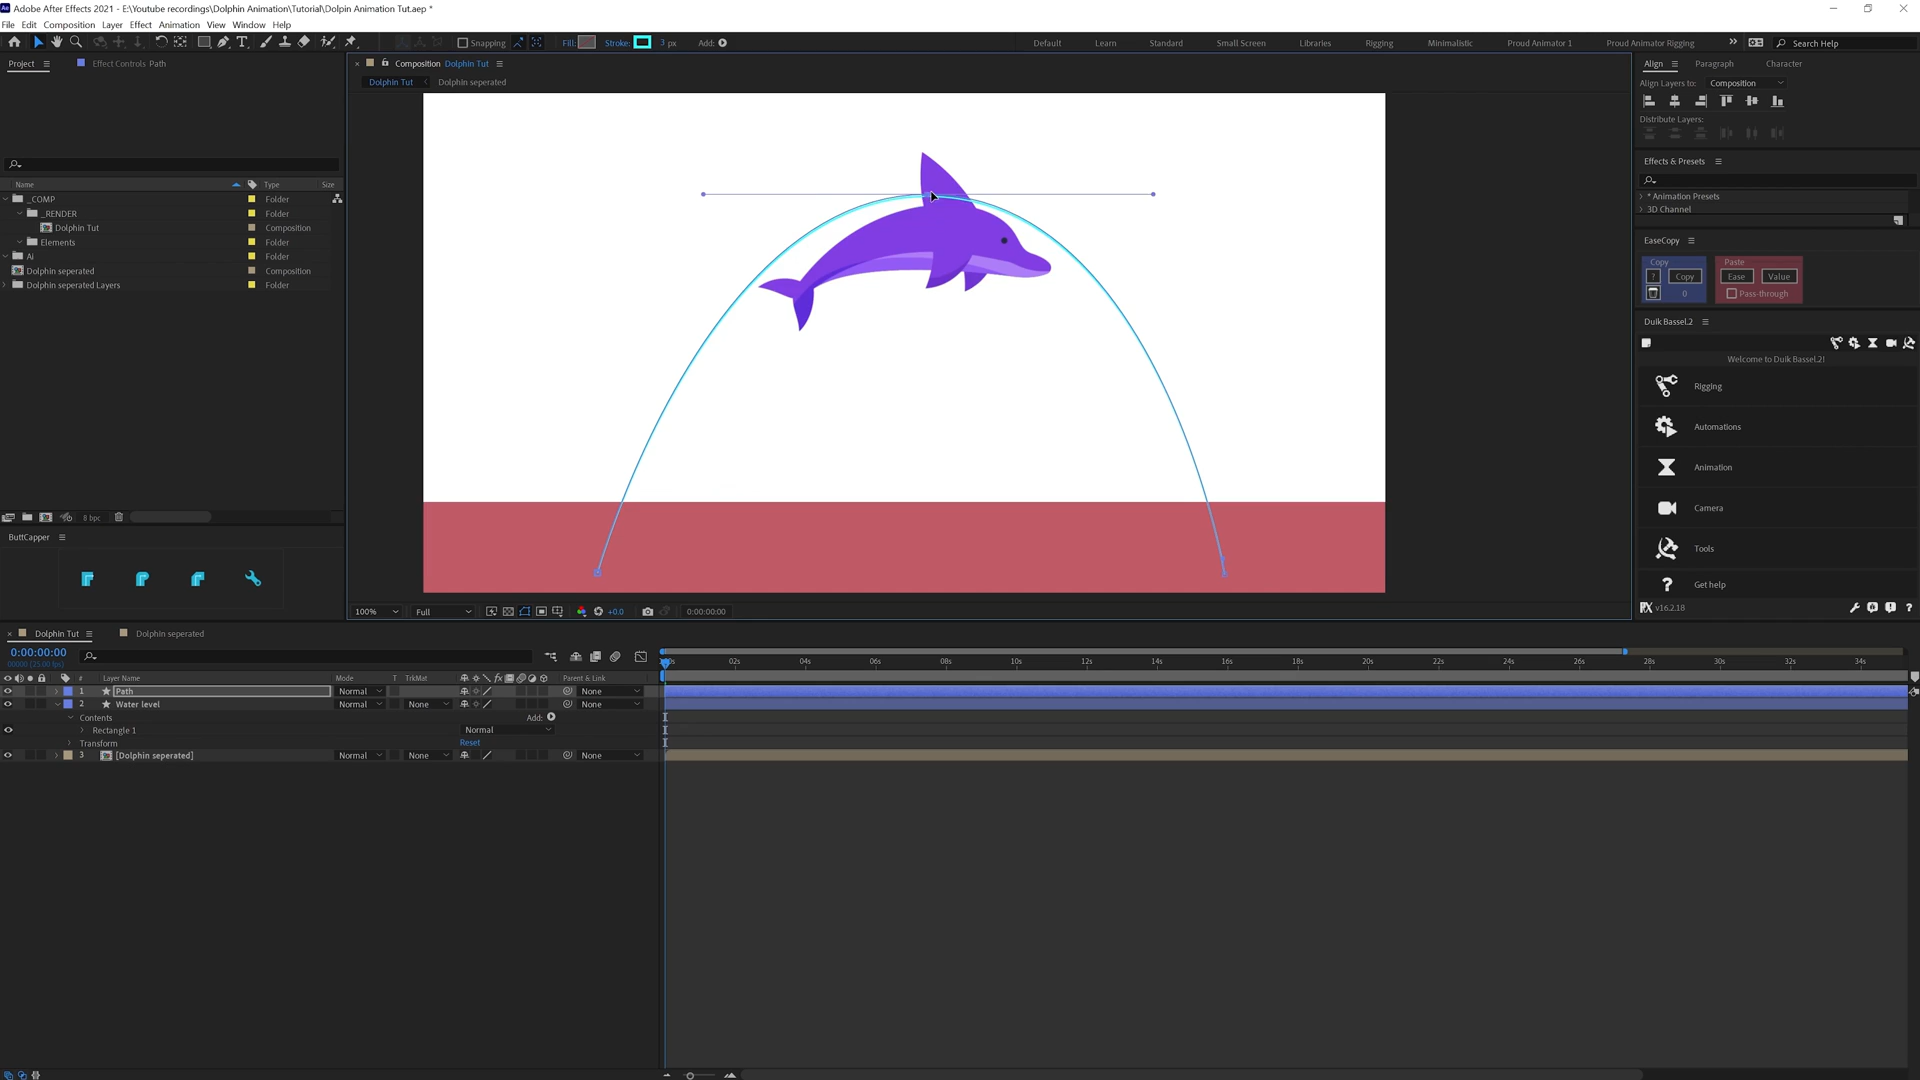 Adobe After Effects 2021 - E:\Youtube recordings\Dolphin Animation\Tutorial\Dolpin Animation Tut.aep *
File Edit Composition Layer Effect Animation View Window Help
Snapping Fill: Stroke: 3 px Add: Default Learn Standard Small Screen Libraries Rigging Minimalistic Proud Animator 1 Proud Animator Rigging Search Help
Project Effect Controls Path
Composition Dolphin Tut
Dolphin Tut Dolphin seperated
Name Type Size
_COMP Folder
_RENDER Folder
Dolphin Tut Composition
Elements Folder
Ai Folder
Dolphin seperated Composition
Dolphin seperated Layers Folder
8 bpc
ButtCapper
100% Full +0.0 0:00:00:00
Align Paragraph Character
Align Layers to: Composition
Distribute Layers:
Effects & Presets
* Animation Presets
3D Channel
EaseCopy
Copy Paste
? Copy Ease Value
0 Pass-through
Duik Bassel.2
Welcome to Duik Bassel.2!
Rigging
Automations
Animation
Camera
Tools
? Get help
v16.2.18 ?
Dolphin Tut Dolphin seperated
0:00:00:00
00000 (25.00 fps)
02s 04s 06s 08s 10s 12s 14s 16s 18s 20s 22s 24s 26s 28s 30s 32s 34s
# Layer Name Mode T TrkMat fx Parent & Link
1 Path Normal None
2 Water level Normal None None
Contents Add:
Rectangle 1 Normal
Transform Reset
3 [Dolphin seperated] Normal None None